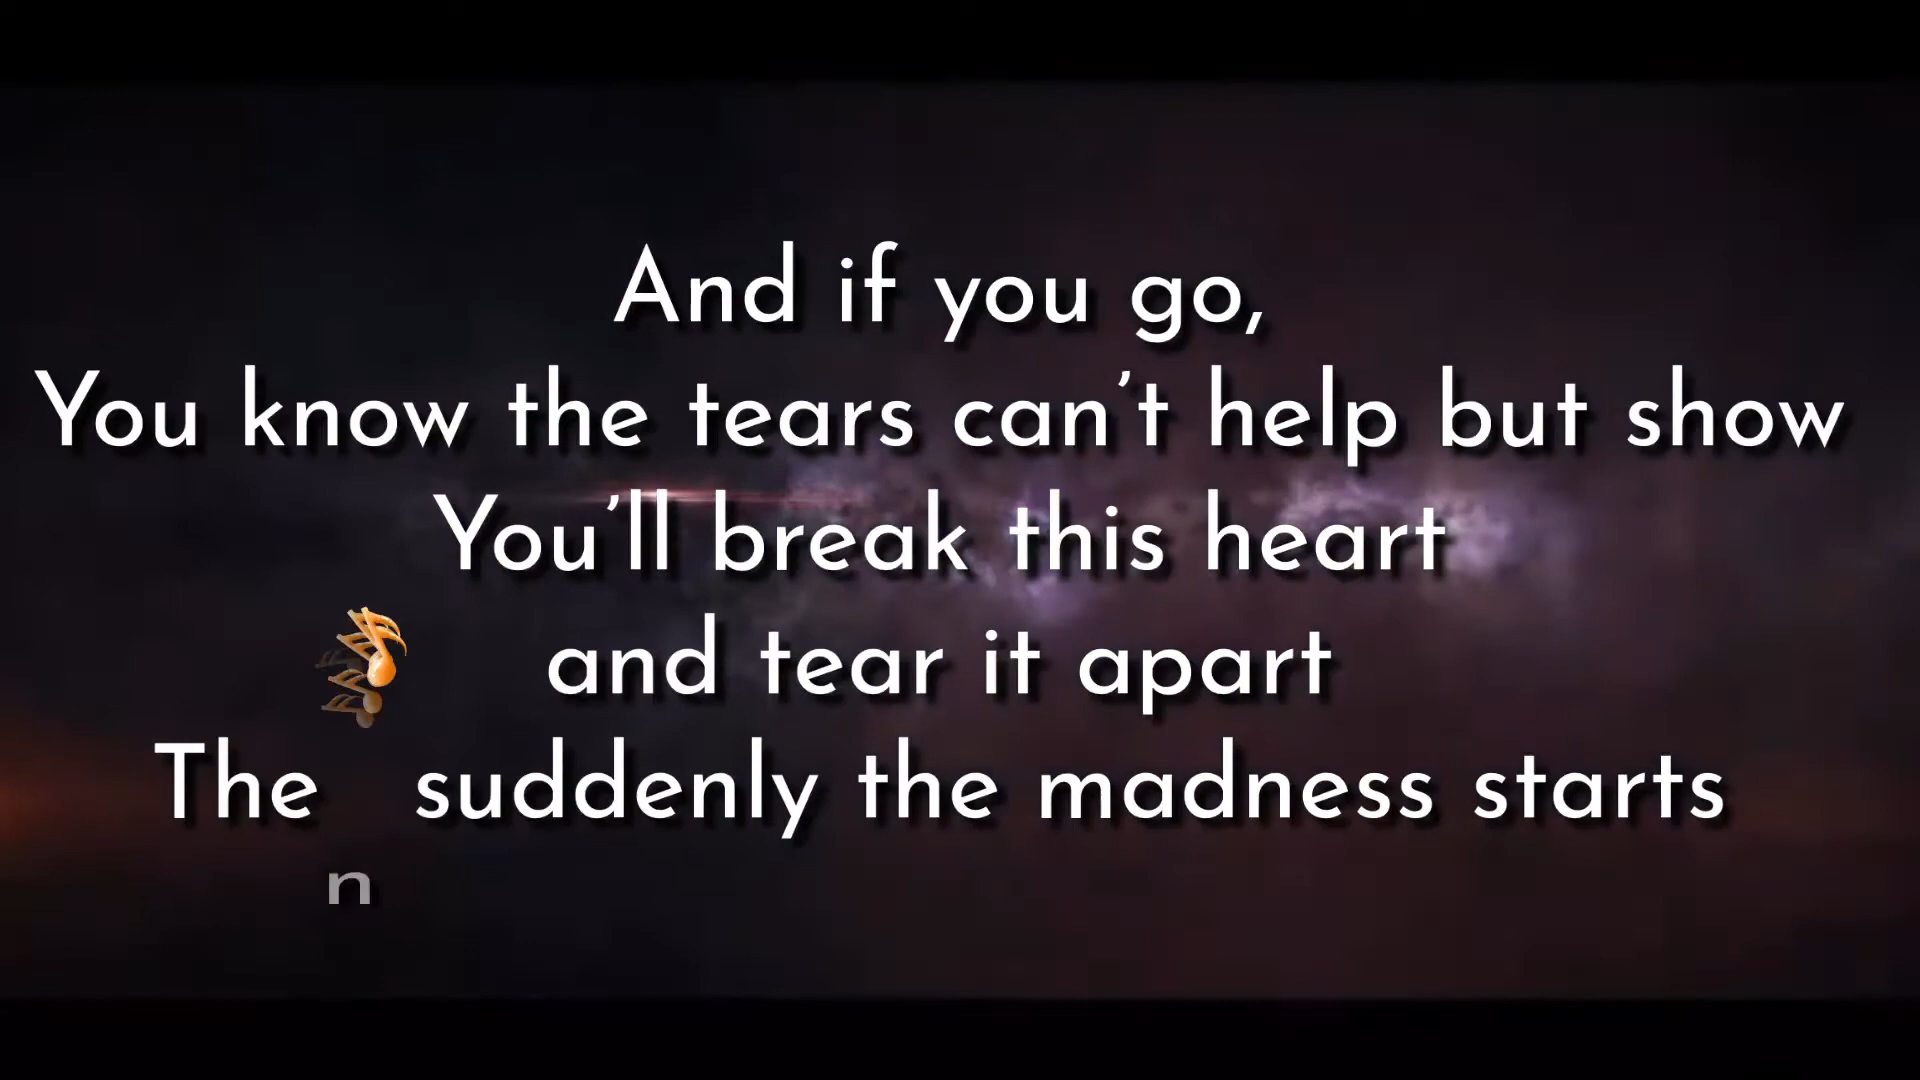 And if you go,
You know the tears can’t help but show
You’ll break this heart
and tear it apart
The suddenly the madness starts
n